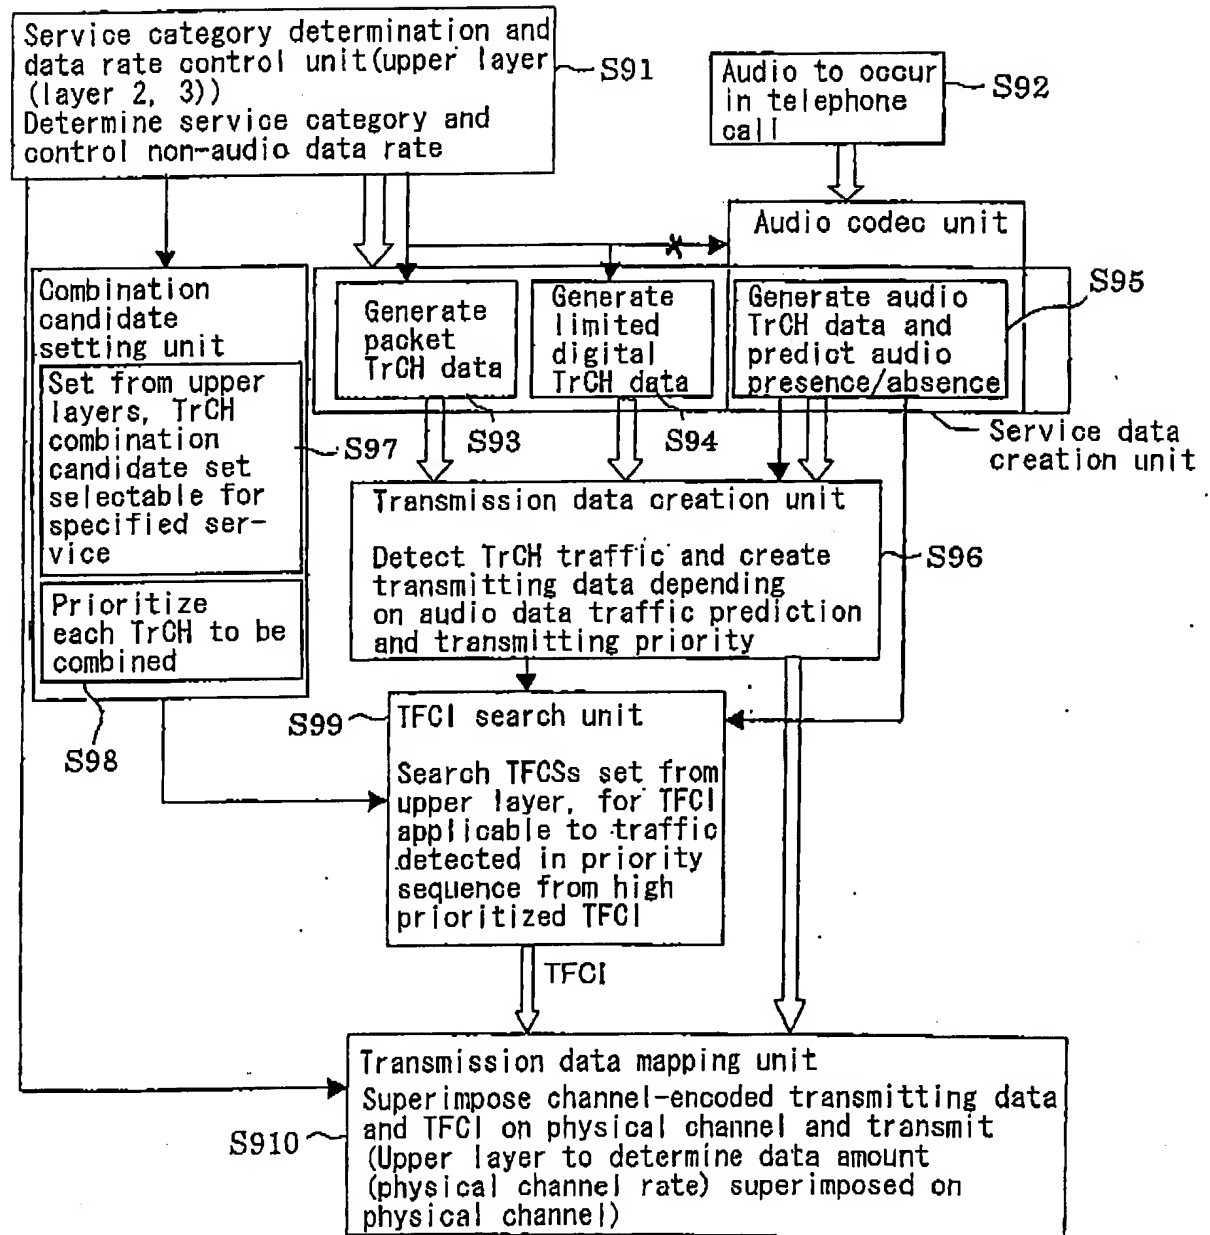 Service category determination and
data rate control unit(upper layer
(layer 2, 3))
Determine service category and
control non-audio data rate
S91
Audio to occur
in telephone
call
S92
Audio codec unit
Combination
candidate
setting unit
Set from upper
layers, TrCH
combination
candidate set
selectable for
specified ser-
vice
S97
Prioritize
each TrCH to be
combined
S98
Generate
packet
TrCH data
S93
Generate
limited
digital
TrCH data
S94
Generate audio
TrCH data and
predict audio
presence/absence
S95
Service data
creation unit
Transmission data creation unit
Detect TrCH traffic and create
transmitting data depending
on audio data traffic prediction
and transmitting priority
S96
S99
TFCI search unit
Search TFCSs set from
upper layer, for TFCI
applicable to traffic
detected in priority
sequence from high
prioritized TFCI
TFCI
Transmission data mapping unit
Superimpose channel-encoded transmitting data
and TFCI on physical channel and transmit
(Upper layer to determine data amount
(physical channel rate) superimposed on
physical channel)
S910